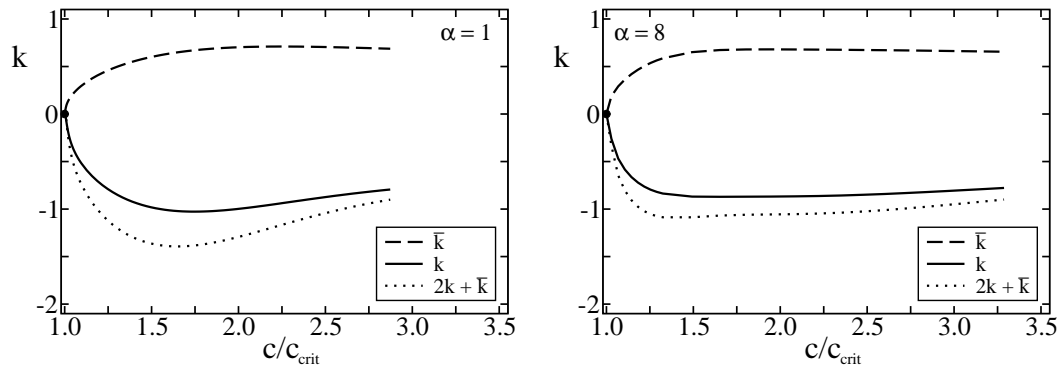 1
α = 1
k
0
-1
k̅
k
2k + k̅
-2
1.0 1.5 2.0 2.5 3.0 3.5
c/c_crit
1
α = 8
k
0
-1
k̅
k
2k + k̅
-2
1.0 1.5 2.0 2.5 3.0 3.5
c/c_crit